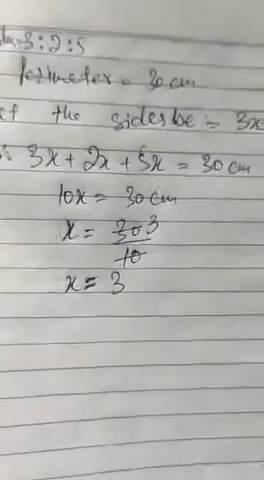 3:2:5
Perimeter = 30 cm
the sides be = 3x
∴ 3x + 2x + 5x = 30 cm
10x = 30 cm
x = 30 3
10
x = 3